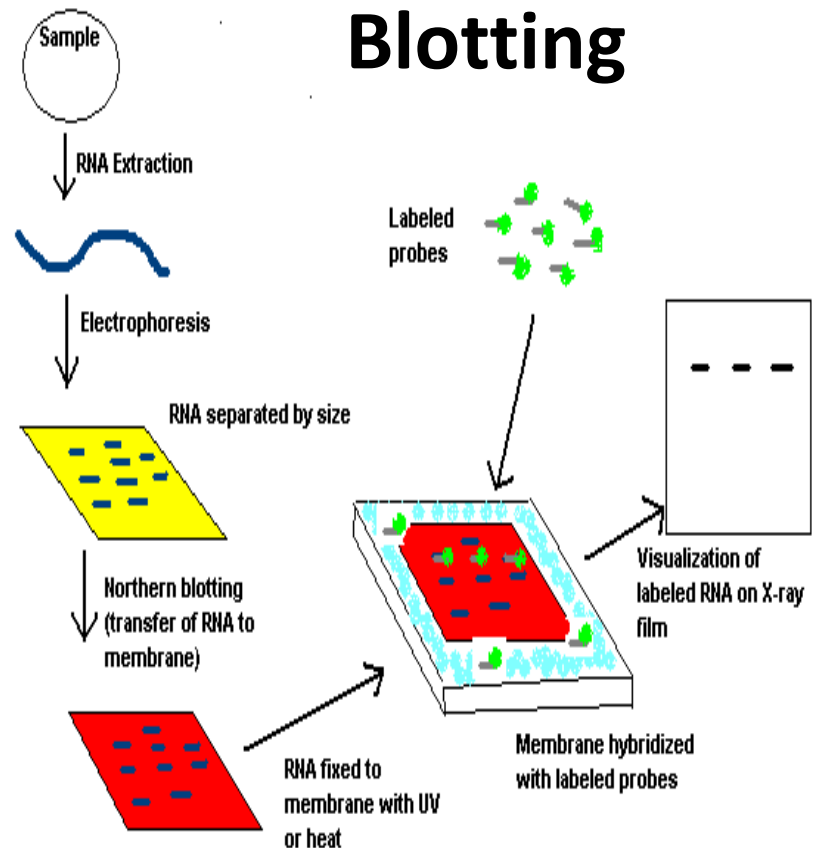 Blotting
Sample
RNA Extraction
Electrophoresis
RNA separated by size
Northern blotting
(transfer of RNA to
membrane)
RNA fixed to
membrane with UV
or heat
Labeled
probes
Membrane hybridized
with labeled probes
Visualization of
labeled RNA on X-ray
film